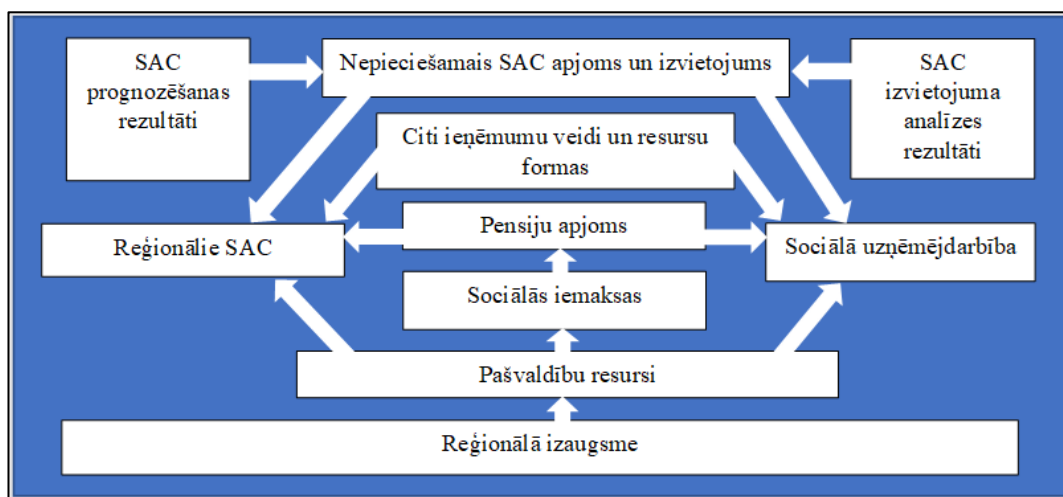 SAC
prognozēšanas
rezultāti
Nepieciešamais SAC apjoms un izvietojums
SAC
izvietojuma
analīzes
rezultāti
Citi ieņēmumu veidi un resursu
formas
Reģionālie SAC
Pensiju apjoms
Sociālā uzņēmējdarbība
Sociālās iemaksas
Pašvaldību resursi
Reģionālā izaugsme